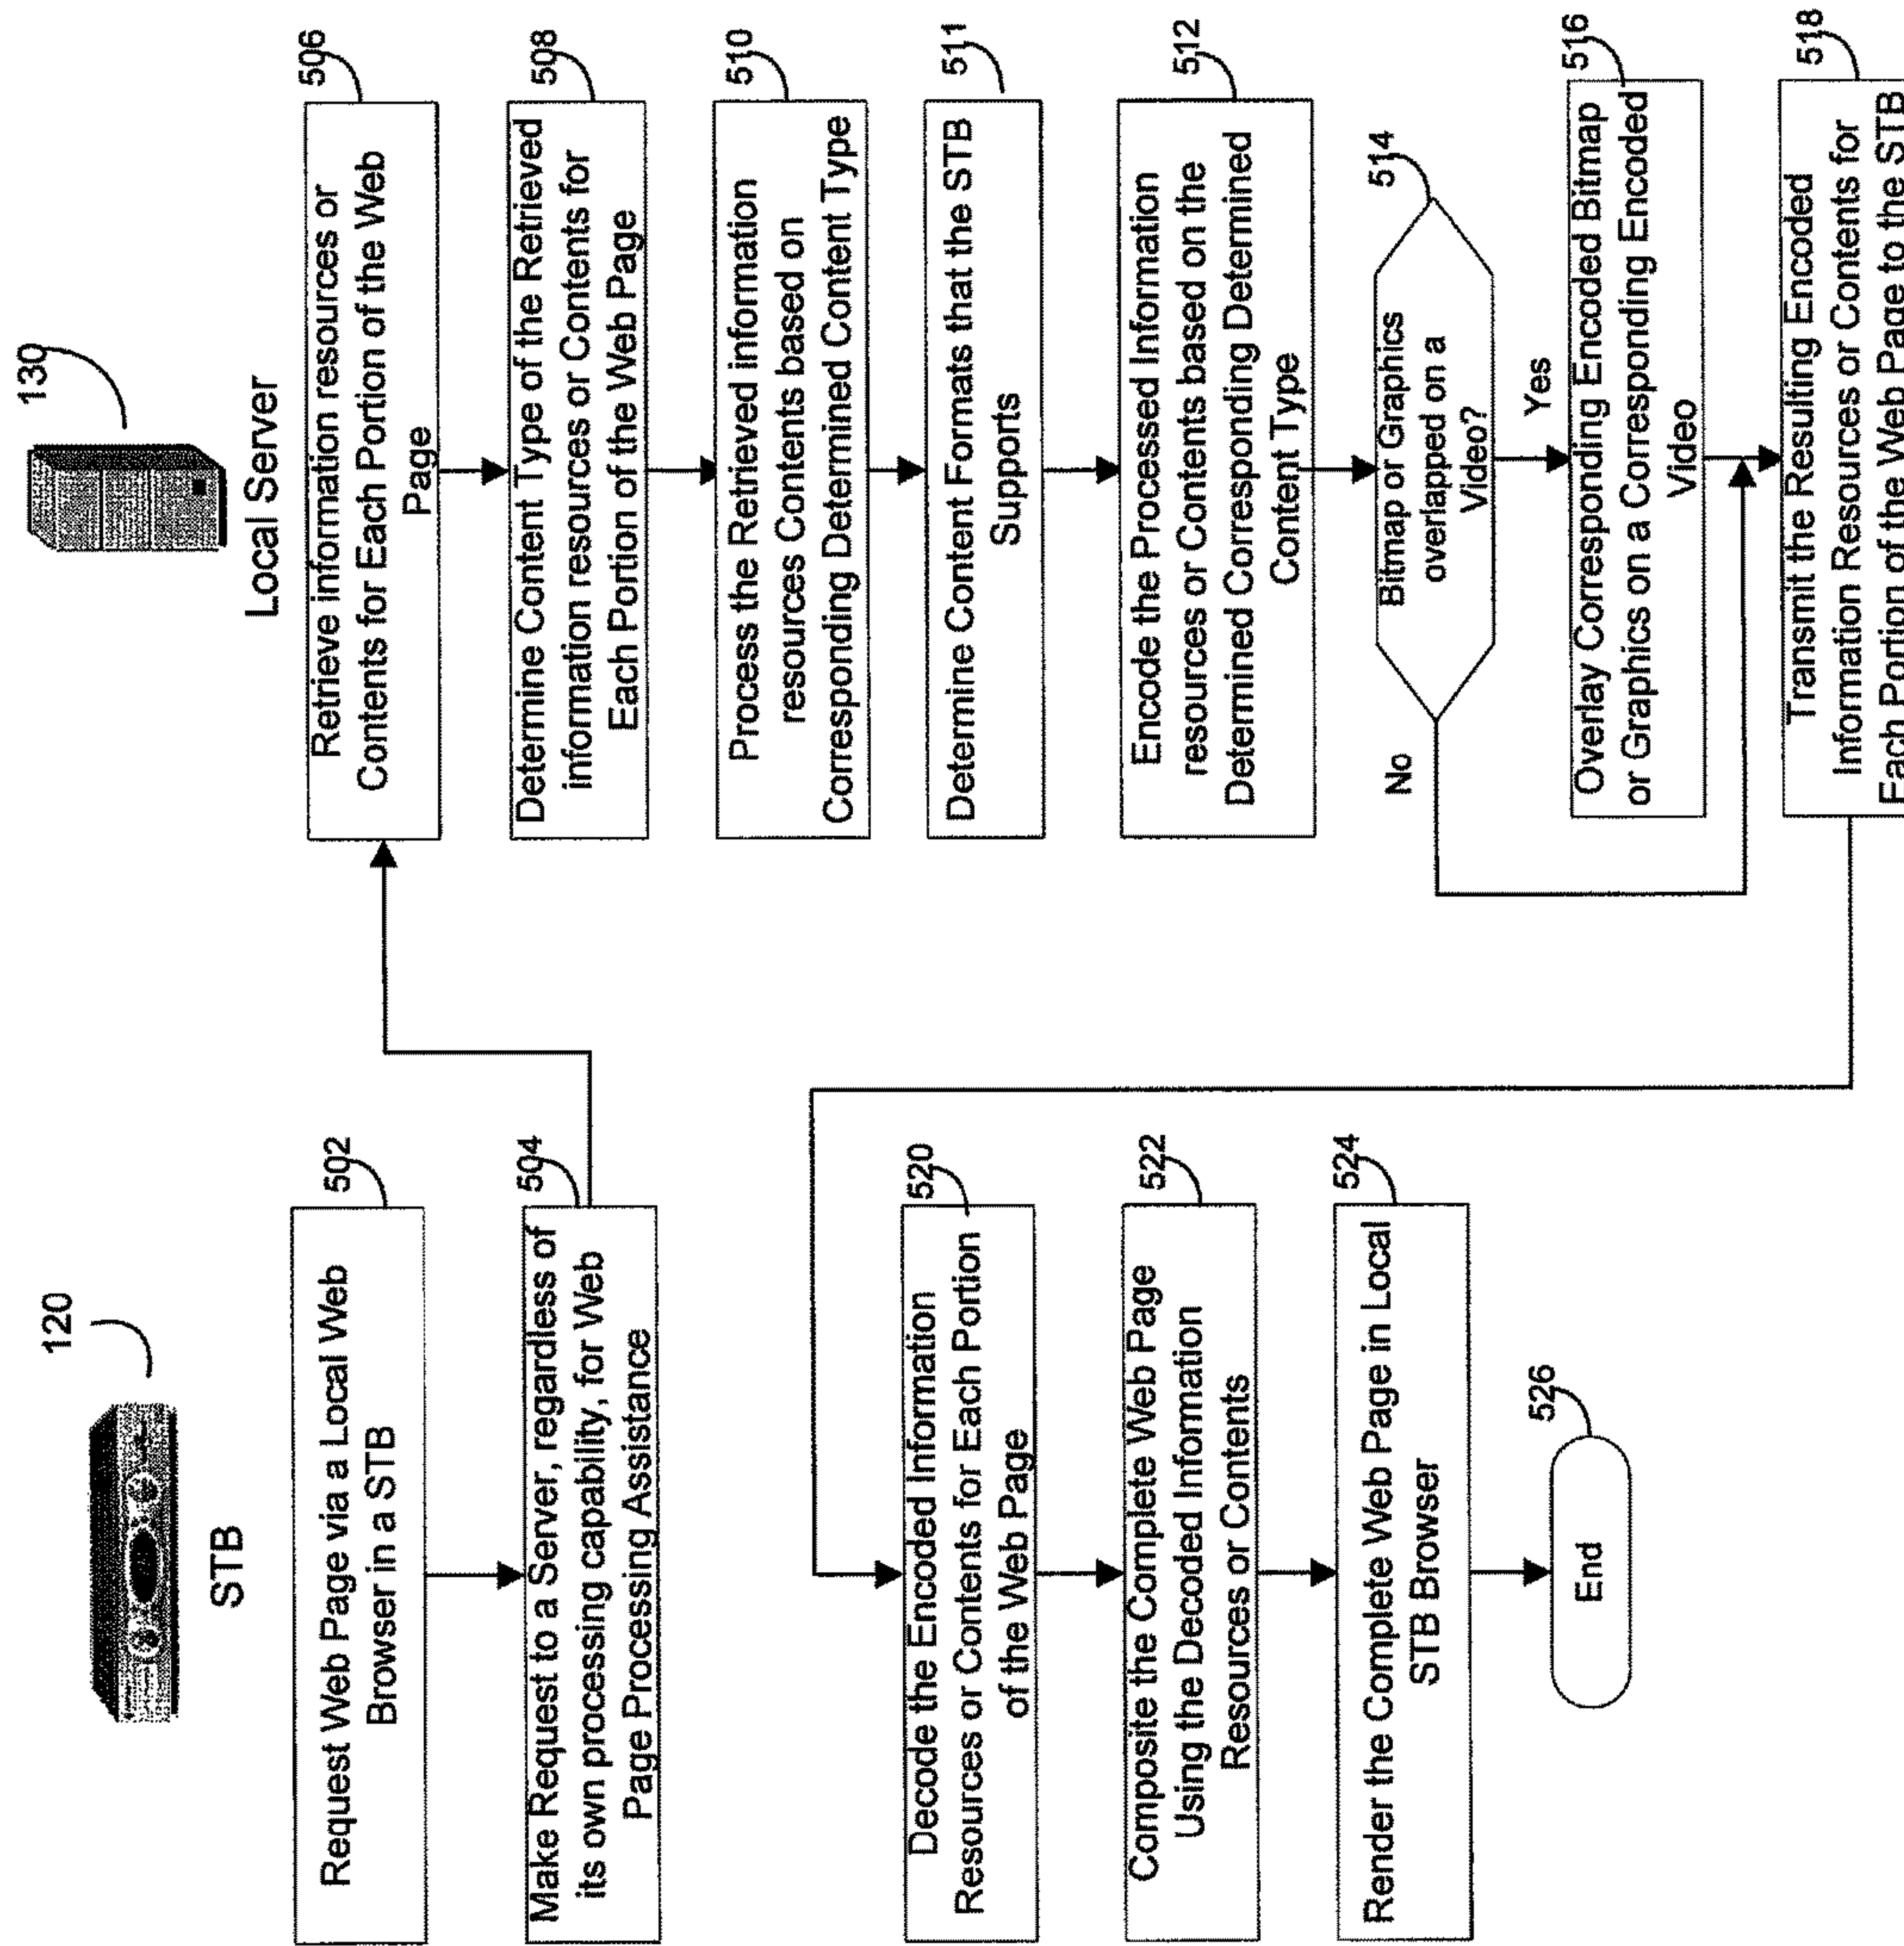 120
STB
502
Request Web Page via a Local Web
Browser in a STB
504
Make Request to a Server, regardless of
its own processing capability, for Web
Page Processing Assistance
520
Decode the Encoded Information
Resources or Contents for Each Portion
of the Web Page
522
Composite the Complete Web Page
Using the Decoded Information
Resources or Contents
524
Render the Complete Web Page in Local
STB Browser
526
End
130
Local Server
506
Retrieve information resources or
Contents for Each Portion of the Web
Page
508
Determine Content Type of the Retrieved
information resources or Contents for
Each Portion of the Web Page
510
Process the Retrieved information
resources Contents based on
Corresponding Determined Content Type
511
Determine Content Formats that the STB
Supports
512
Encode the Processed Information
resources or Contents based on the
Determined Corresponding Determined
Content Type
514
Bitmap or Graphics
overlapped on a
Video?
No
Yes
516
Overlay Corresponding Encoded Bitmap
or Graphics on a Corresponding Encoded
Video
518
Transmit the Resulting Encoded
Information Resources or Contents for
Each Portion of the Web Page to the STB